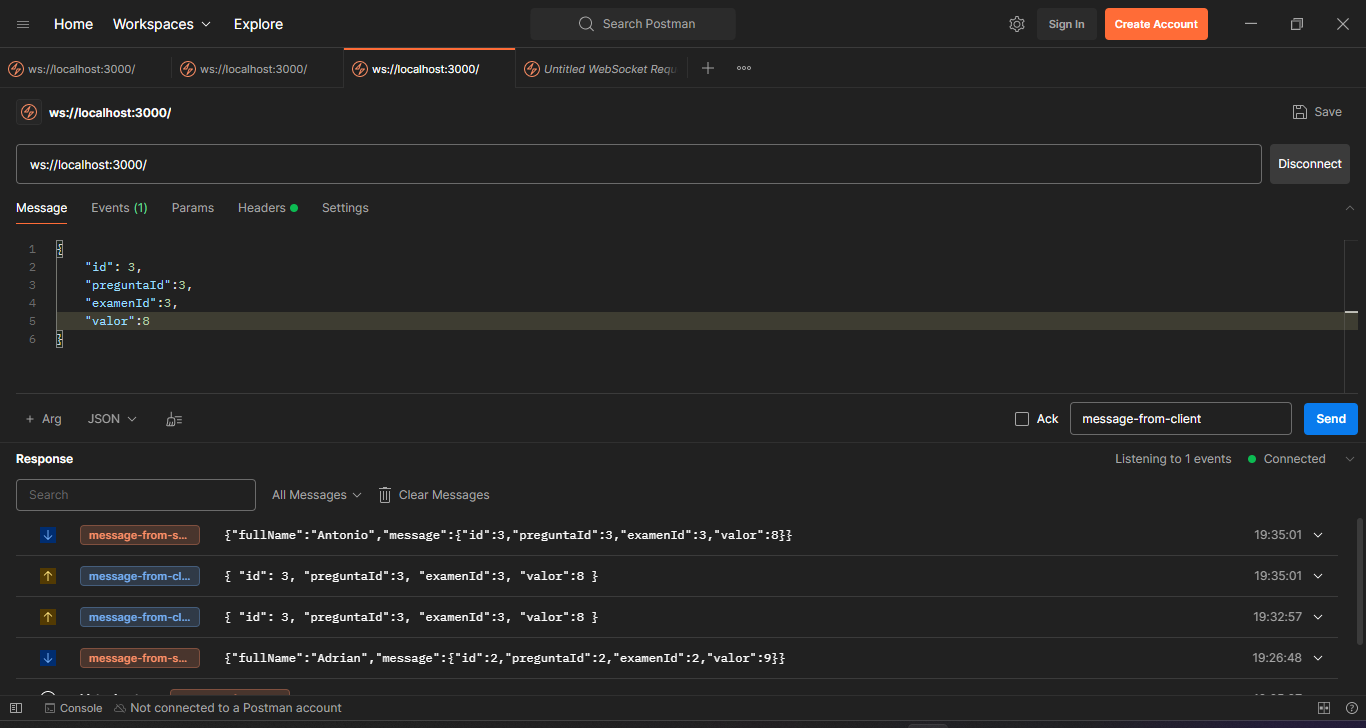 Home Workspaces Explore Search Postman Sign In Create Account
ws://localhost:3000/ ws://localhost:3000/ ws://localhost:3000/ Untitled WebSocket Requ
ws://localhost:3000/ Save
ws://localhost:3000/ Disconnect
Message Events (1) Params Headers Settings
1 {
2 "id": 3,
3 "preguntaId":3,
4 "examenId":3,
5 "valor":8
6 }
+ Arg JSON Ack message-from-client Send
Response Listening to 1 events Connected
Search All Messages Clear Messages
message-from-s... {"fullName":"Antonio","message":{"id":3,"preguntaId":3,"examenId":3,"valor":8}} 19:35:01
message-from-cl... { "id": 3, "preguntaId":3, "examenId":3, "valor":8 } 19:35:01
message-from-cl... { "id": 3, "preguntaId":3, "examenId":3, "valor":8 } 19:32:57
message-from-s... {"fullName":"Adrian","message":{"id":2,"preguntaId":2,"examenId":2,"valor":9}} 19:26:48
Console Not connected to a Postman account